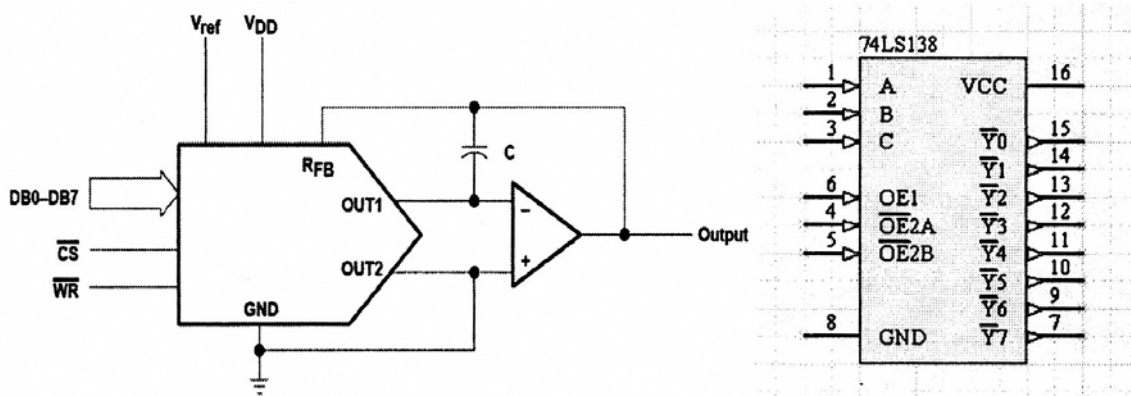 Vref
VDD
RFB
C
DB0–DB7
OUT1
−
+
Output
CS
OUT2
WR
GND
74LS138
1
A
VCC
16
2
B
3
C
Y0
15
Y1
14
6
OE1
Y2
13
4
OE2A
Y3
12
5
OE2B
Y4
11
Y5
10
Y6
9
8
GND
Y7
7